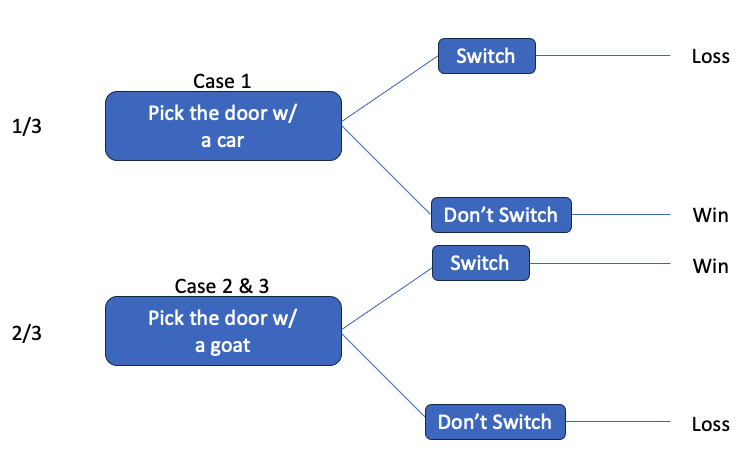 Switch
Loss
Case 1
1/3
Pick the door w/
a car
Don’t Switch
Win
Switch
Win
Case 2 & 3
2/3
Pick the door w/
a goat
Don’t Switch
Loss